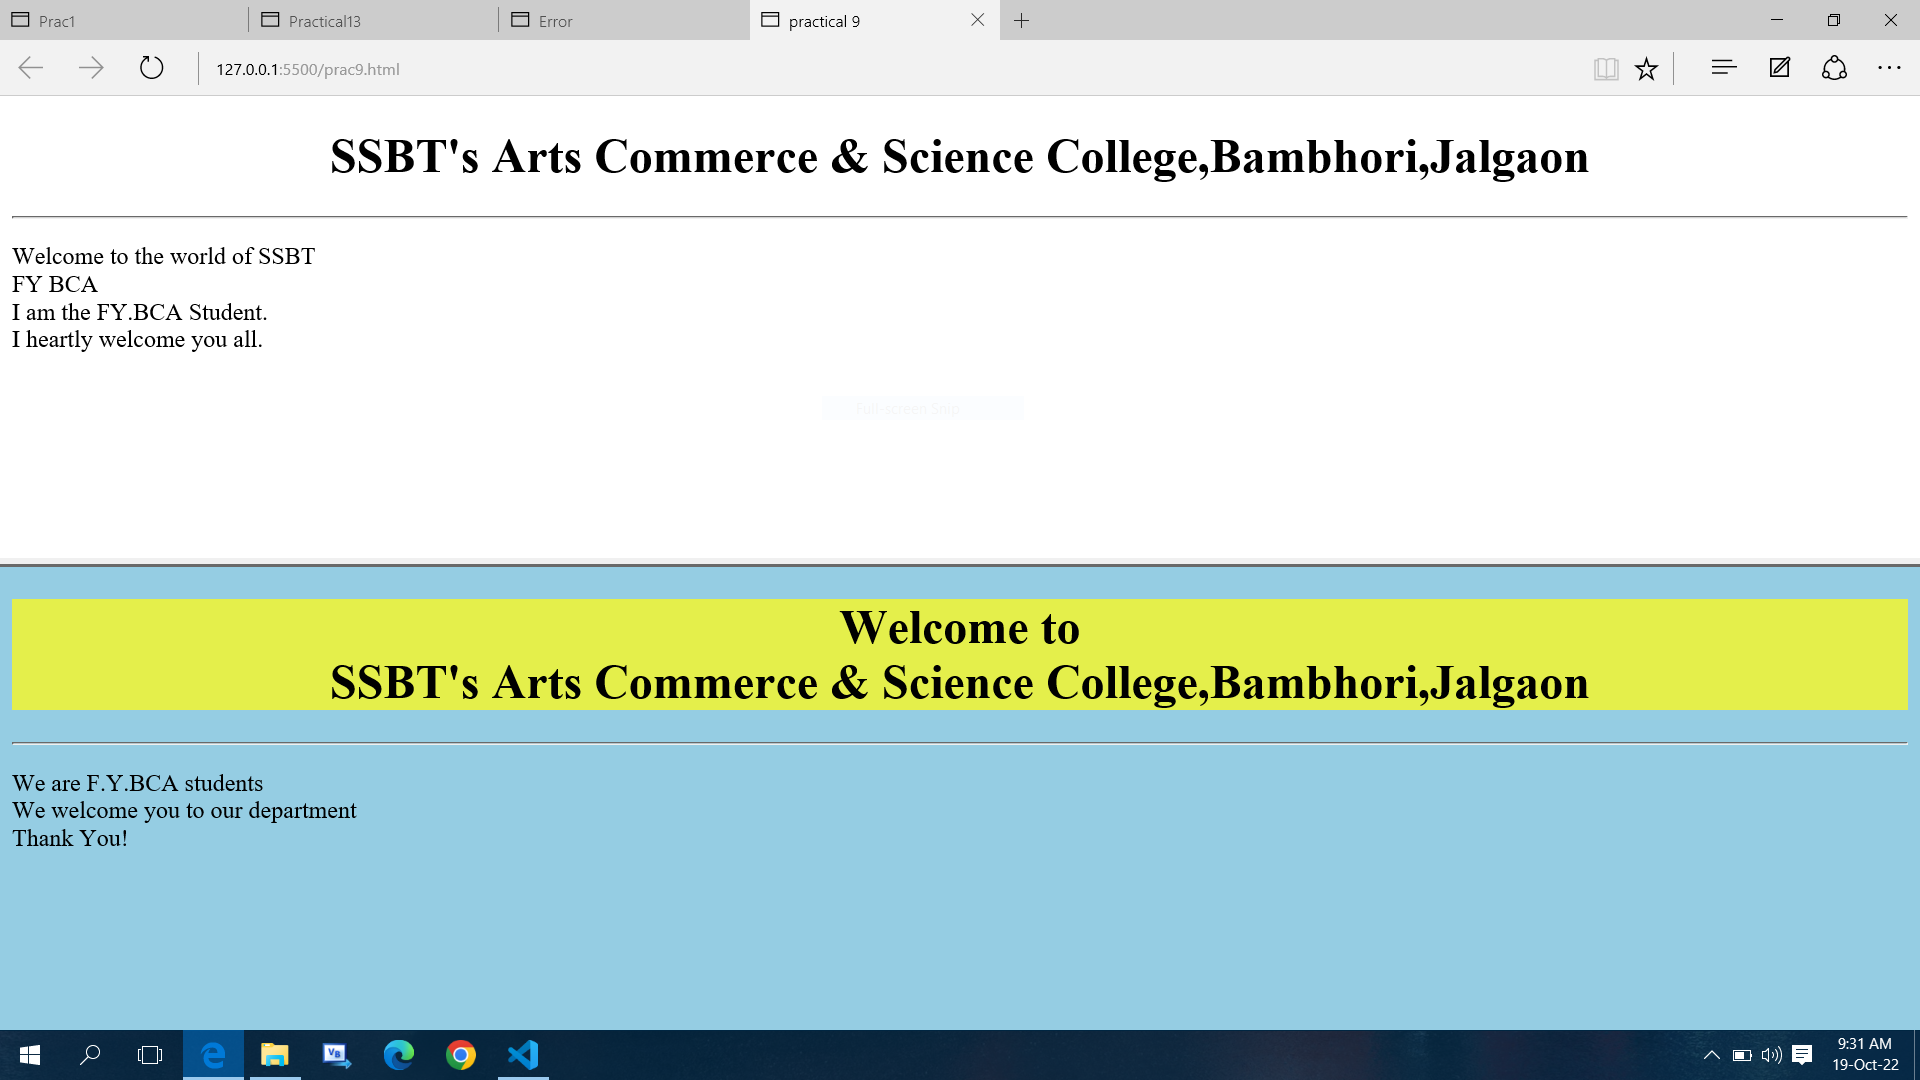 Prac1
Practical13
Error
practical 9
127.0.0.1:5500/prac9.html
SSBT's Arts Commerce & Science College,Bambhori,Jalgaon
Welcome to the world of SSBT
FY BCA
I am the FY.BCA Student.
I heartly welcome you all.
Full-screen Snip
Welcome to
SSBT's Arts Commerce & Science College,Bambhori,Jalgaon
We are F.Y.BCA students
We welcome you to our department
Thank You!
VB
9:31 AM
19-Oct-22